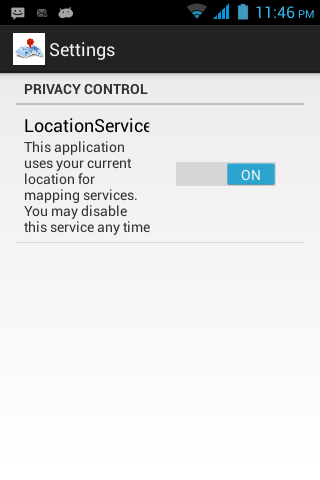 11:46 PM
Settings
PRIVACY CONTROL
LocationService
This application
uses your current
location for
mapping services.
You may disable
this service any time
ON